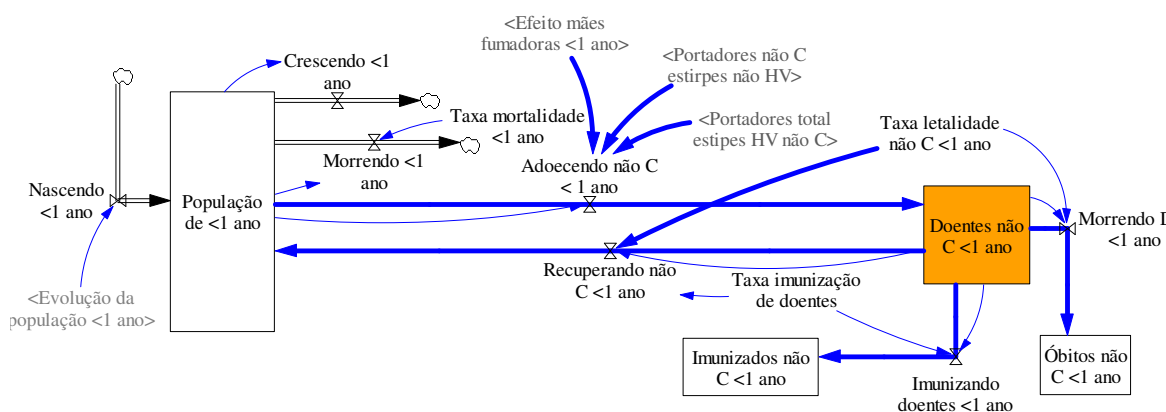 <Efeito mães
fumadoras <1 ano>
<Portadores não C
estirpes não HV>
Crescendo <1
ano
Taxa mortalidade
<1 ano
<Portadores total
estipes HV não C>
Taxa letalidade
não C <1 ano
Morrendo <1
ano
Adoecendo não C
< 1 ano
Nascendo
<1 ano
População
de <1 ano
Doentes não
C <1 ano
Morrendo D
<1 ano
Recuperando não
C <1 ano
Taxa imunização
de doentes
<Evolução da
população <1 ano>
Imunizados não
C <1 ano
Imunizando
doentes <1 ano
Óbitos não
C <1 ano